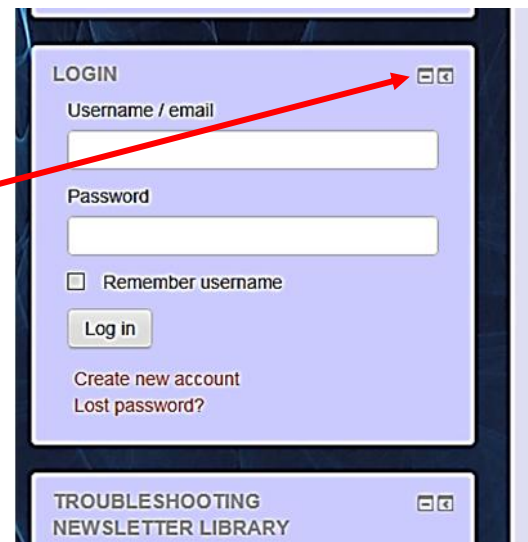 LOGIN
Username / email
Password
Remember username
Log in
Create new account
Lost password?
TROUBLESHOOTING
NEWSLETTER LIBRARY